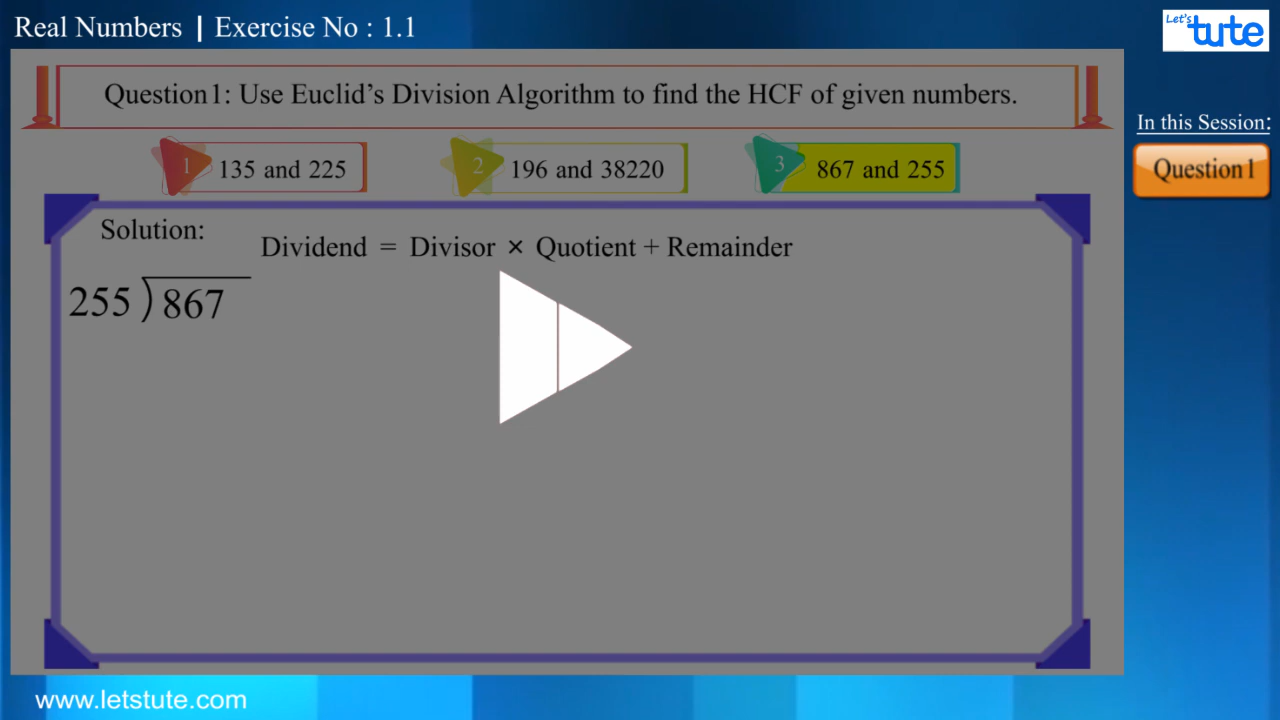 Real Numbers | Exercise No : 1.1
Let's tute
Question1: Use Euclid's Division Algorithm to find the HCF of given numbers.
In this Session:
Question1
1 135 and 225
2 196 and 38220
3 867 and 255
Solution:
Dividend = Divisor × Quotient + Remainder
255 ) 867
www.letstute.com